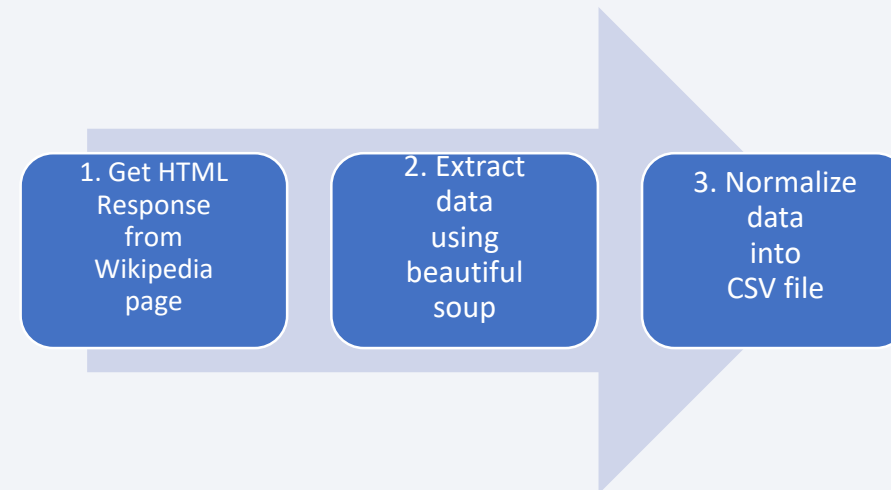 1. Get HTML
Response
from
Wikipedia
page
2. Extract
data
using
beautiful
soup
3. Normalize
data
into
CSV file